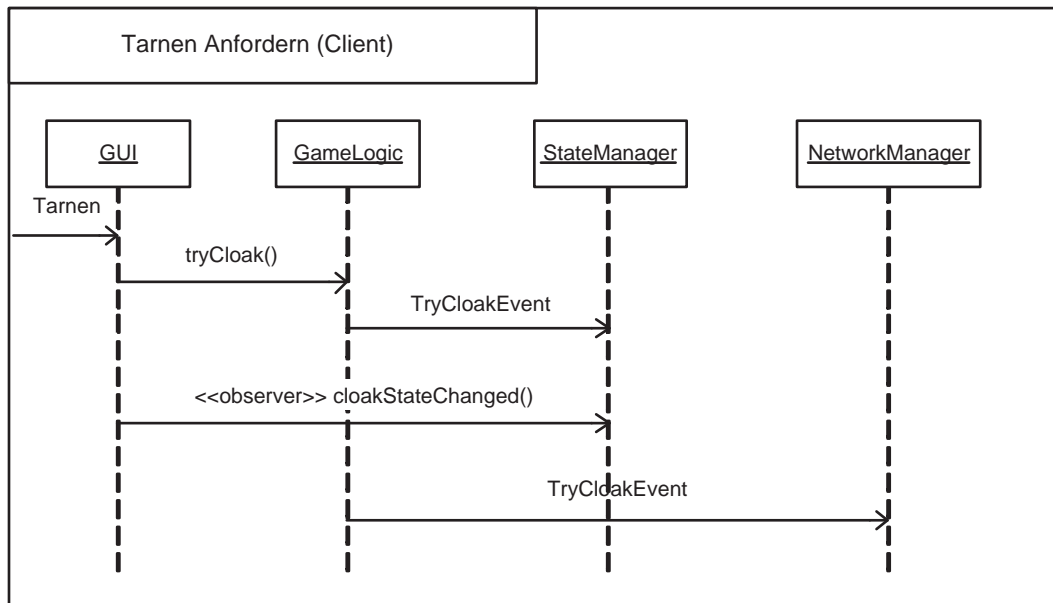 Tarnen Anfordern (Client)
GUI
GameLogic
StateManager
NetworkManager
Tarnen
tryCloak()
TryCloakEvent
<<observer>> cloakStateChanged()
TryCloakEvent